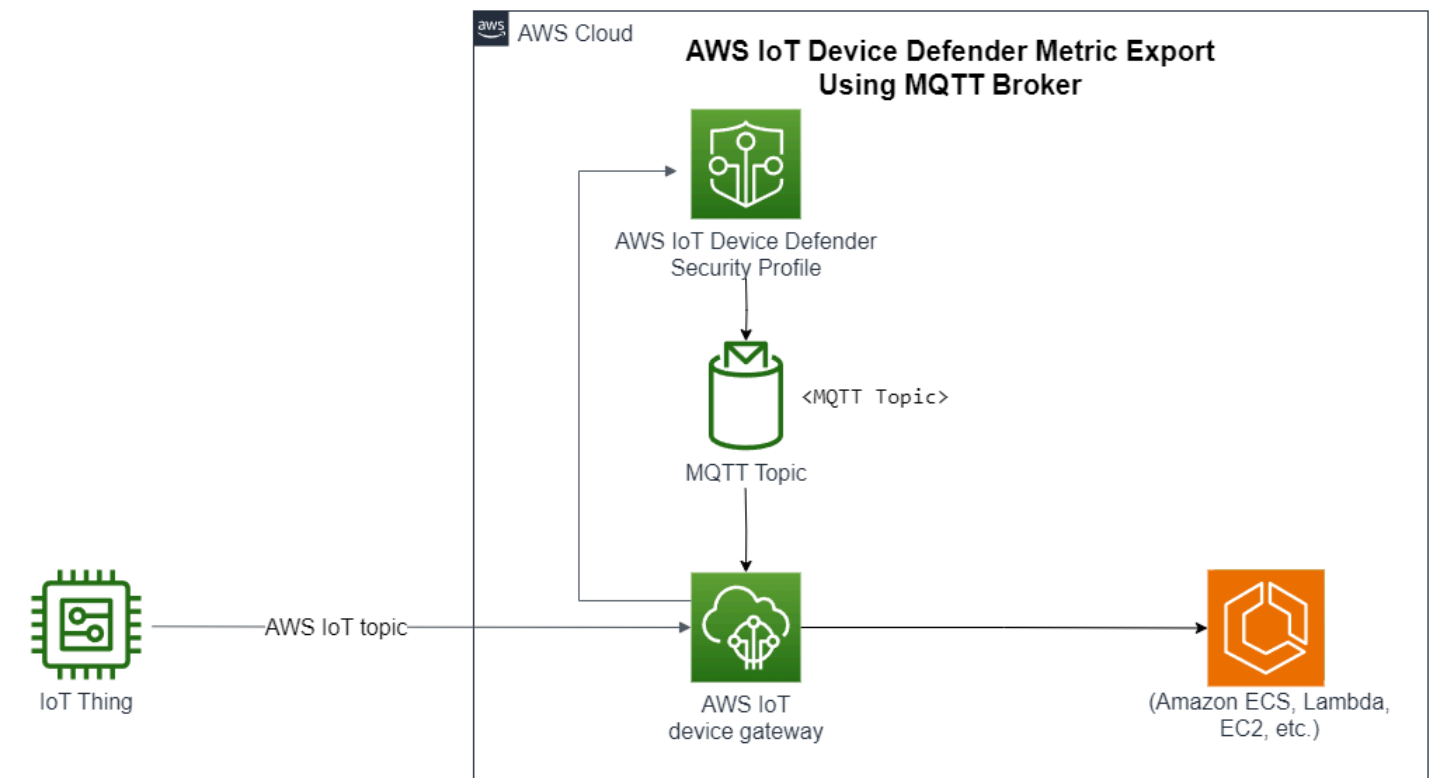 aws
AWS Cloud
AWS IoT Device Defender Metric Export
Using MQTT Broker
AWS IoT Device Defender
Security Profile
<MQTT Topic>
MQTT Topic
AWS IoT topic
IoT Thing
AWS IoT
device gateway
(Amazon ECS, Lambda,
EC2, etc.)